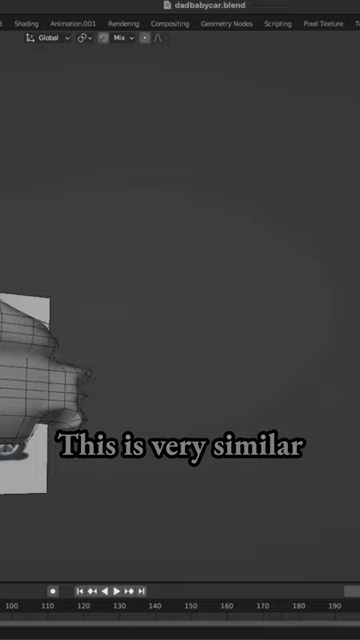 dadbabycar.blend
Shading Animation.001 Rendering Compositing Geometry Nodes Scripting Pixel Texture
Global Mix
This is very similar
100 110 120 130 140 150 160 170 180 190